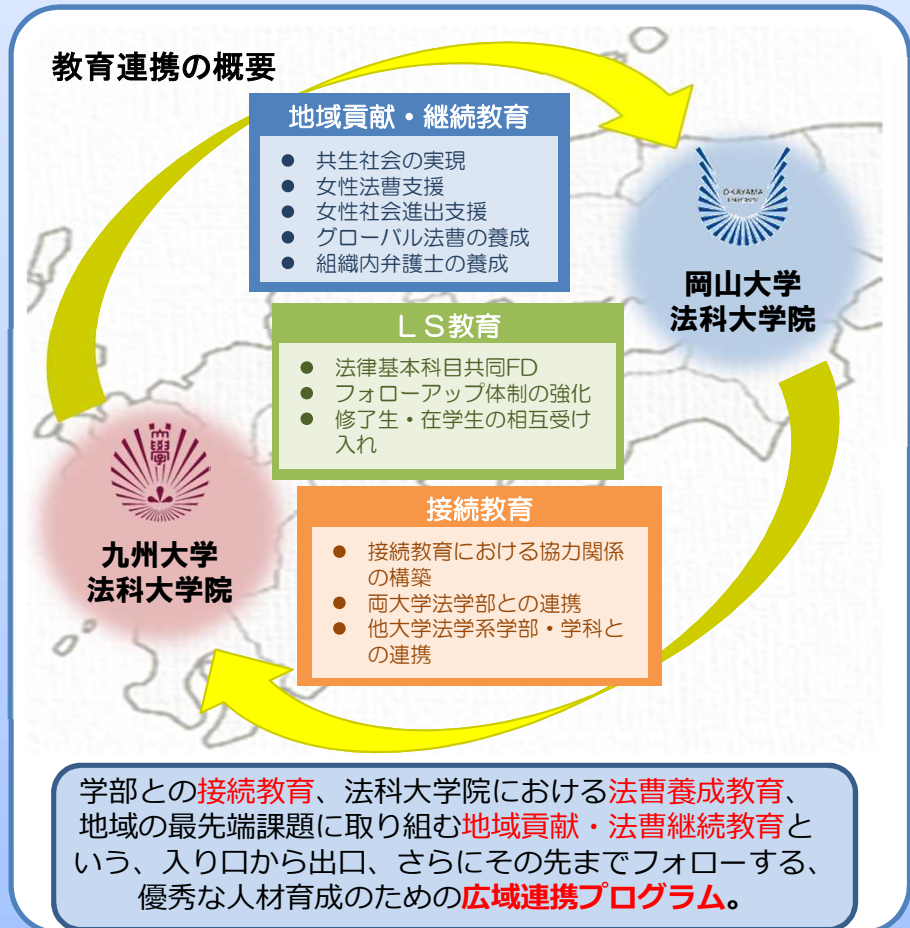 教育連携の概要
地域貢献・継続教育
● 共生社会の実現
● 女性法曹支援
● 女性社会進出支援
● グローバル法曹の養成
● 組織内弁護士の養成
OKAYAMA
UNIVERSITY
岡山大学
法科大学院
LS教育
● 法律基本科目共同FD
● フォローアップ体制の強化
● 修了生・在学生の相互受け
入れ
大學
九州大学
法科大学院
接続教育
● 接続教育における協力関係
の構築
● 両大学法学部との連携
● 他大学法学系学部・学科と
の連携
学部との接続教育、法科大学院における法曹養成教育、
地域の最先端課題に取り組む地域貢献・法曹継続教育と
いう、入り口から出口、さらにその先までフォローする、
優秀な人材育成のための広域連携プログラム。